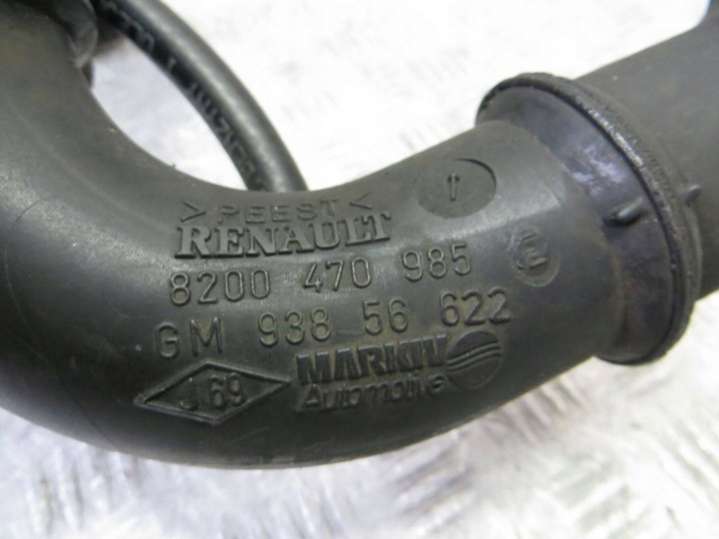 >PEEST<
RENAULT
8200 470 985
GM 938 56 622
J69 MARKIV
Automotive